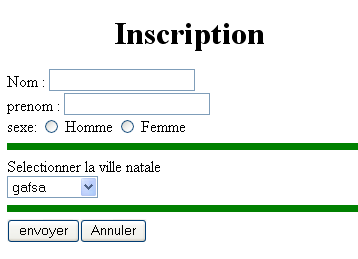 Inscription
Nom :
prenom :
sexe: Homme Femme
Selectionner la ville natale
gafsa
envoyer Annuler